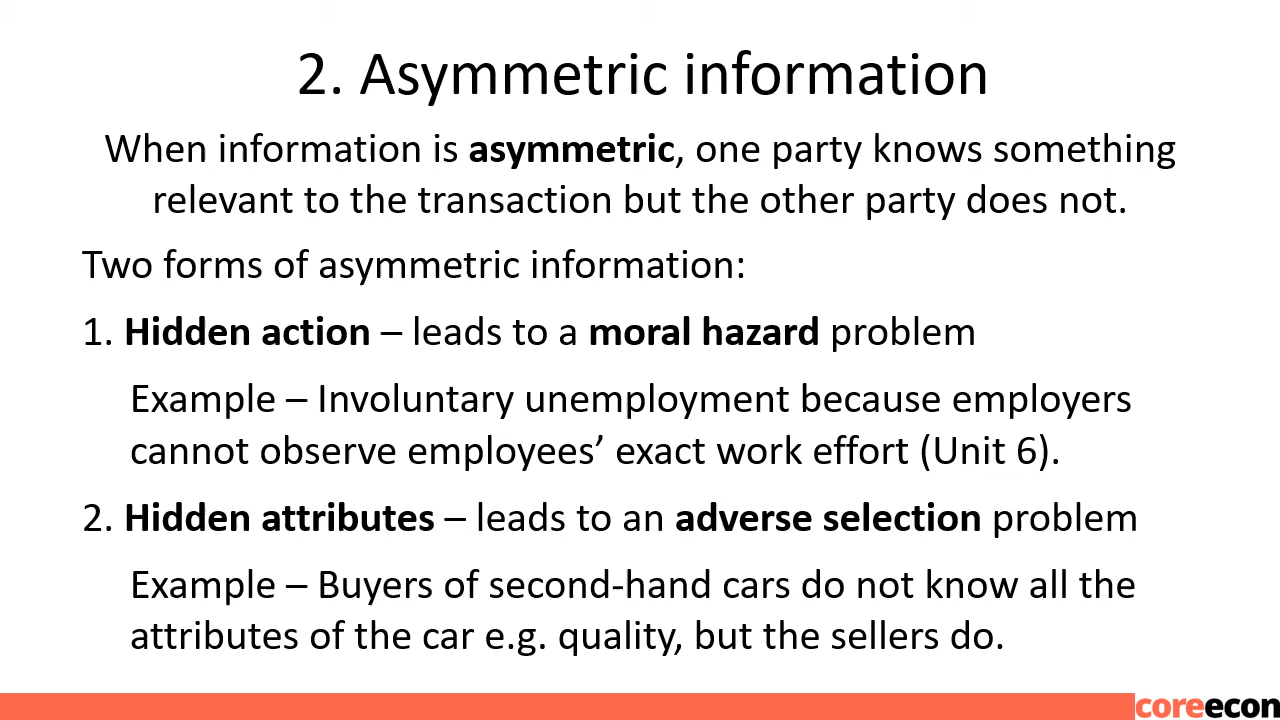 2. Asymmetric information
When information is asymmetric, one party knows something
relevant to the transaction but the other party does not.
Two forms of asymmetric information:
1. Hidden action – leads to a moral hazard problem
Example – Involuntary unemployment because employers
cannot observe employees’ exact work effort (Unit 6).
2. Hidden attributes – leads to an adverse selection problem
Example – Buyers of second-hand cars do not know all the
attributes of the car e.g. quality, but the sellers do.
coreecon